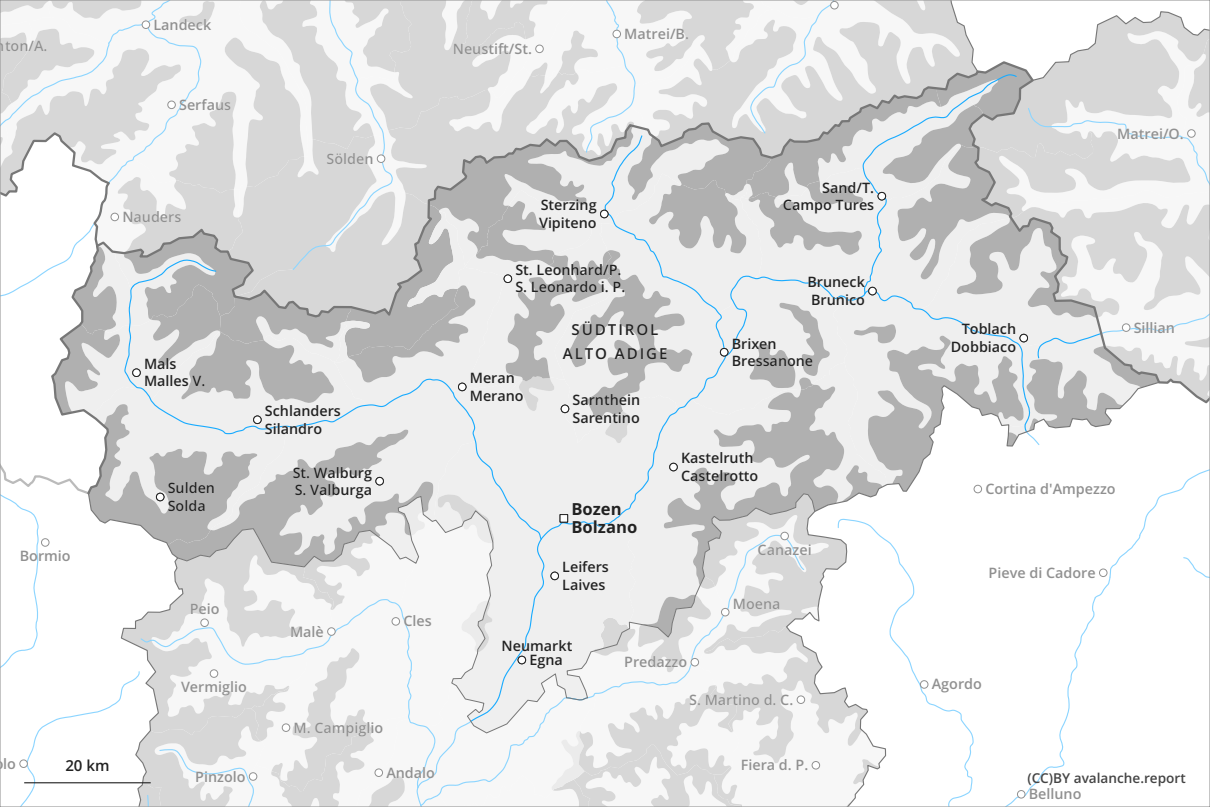 Landeck
Matrei/B.
nton/A.
Neustift/St.
Serfaus
Matrei/O.
Sölden
Nauders
Sand/T.
Campo Tures
Sterzing
Vipiteno
St. Leonhard/P.
S. Leonardo i. P.
Bruneck
Brunico
SÜDTIROL
ALTO ADIGE
Toblach
Dobbiaco
Sillian
Brixen
Bressanone
Mals
Malles V.
Meran
Merano
Schlanders
Silandro
Sarnthein
Sarentino
St. Walburg
S. Valburga
Kastelruth
Castelrotto
Sulden
Solda
Cortina d'Ampezzo
Bozen
Bolzano
Bormio
Canazei
Leifers
Laives
Pieve di Cadore
Peio
Moena
Malè
Cles
Neumarkt
Egna
Predazzo
Vermiglio
Agordo
S. Martino d. C.
M. Campiglio
olo
20 km
Pinzolo
Andalo
Fiera d. P.
(CC)BY avalanche.report
Belluno